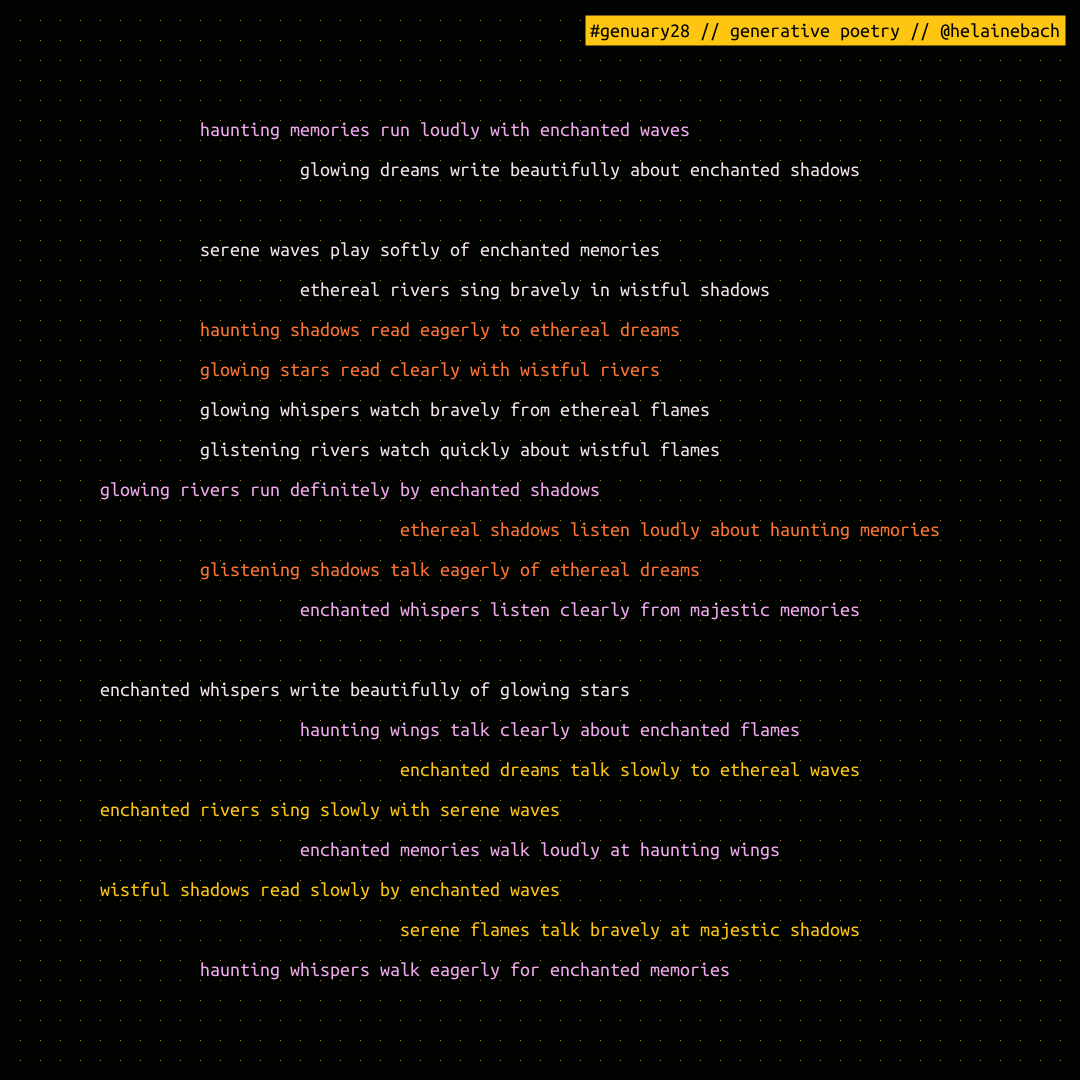 #genuary28 // generative poetry // @helainebach
haunting memories run loudly with enchanted waves
glowing dreams write beautifully about enchanted shadows
serene waves play softly of enchanted memories
ethereal rivers sing bravely in wistful shadows
haunting shadows read eagerly to ethereal dreams
glowing stars read clearly with wistful rivers
glowing whispers watch bravely from ethereal flames
glistening rivers watch quickly about wistful flames
glowing rivers run definitely by enchanted shadows
ethereal shadows listen loudly about haunting memories
glistening shadows talk eagerly of ethereal dreams
enchanted whispers listen clearly from majestic memories
enchanted whispers write beautifully of glowing stars
haunting wings talk clearly about enchanted flames
enchanted dreams talk slowly to ethereal waves
enchanted rivers sing slowly with serene waves
enchanted memories walk loudly at haunting wings
wistful shadows read slowly by enchanted waves
serene flames talk bravely at majestic shadows
haunting whispers walk eagerly for enchanted memories